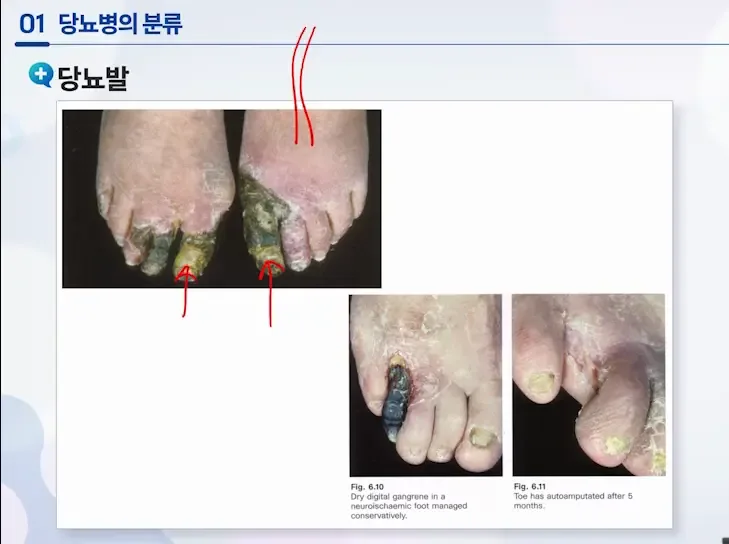 01 당뇨병의 분류
당뇨발
Fig. 6.10
Dry digital gangrene in a
neuroischaemic foot managed
conservatively.
Fig. 6.11
Toe has autoamputated after 5
months.